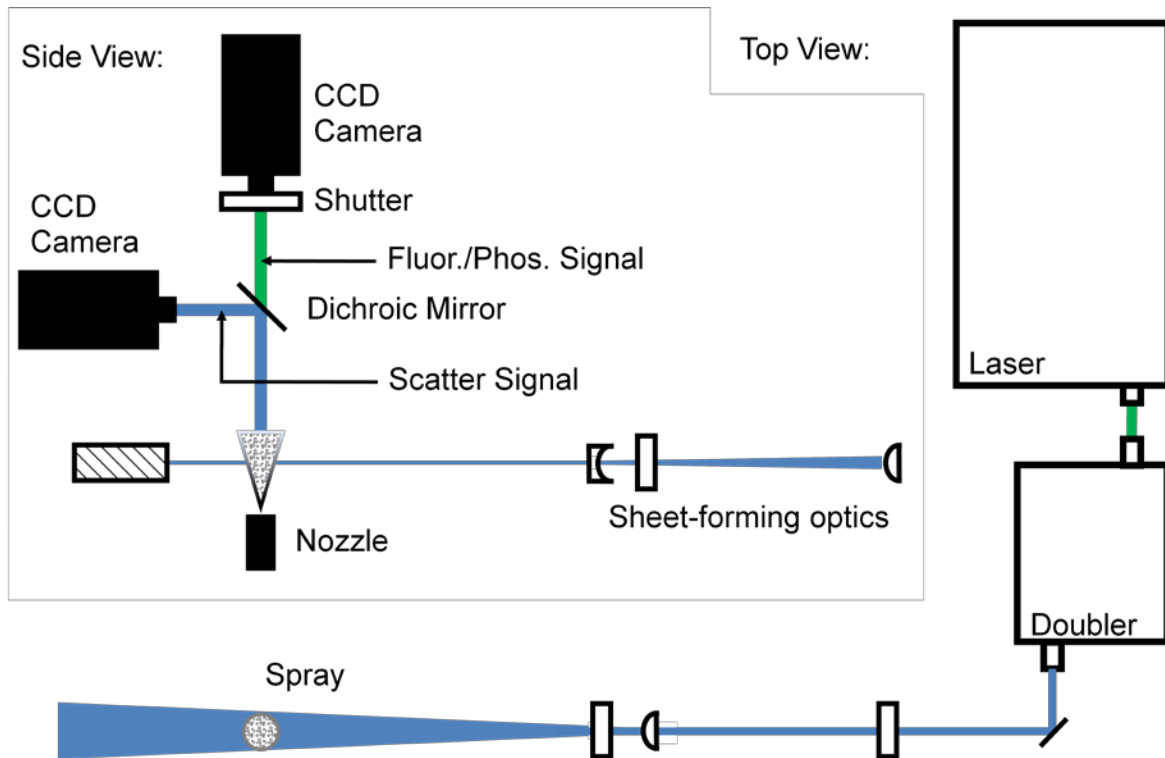 Side View:
Top View:
CCD
Camera
Shutter
CCD
Camera
Fluor./Phos. Signal
Dichroic Mirror
Scatter Signal
Laser
Sheet-forming optics
Nozzle
Doubler
Spray